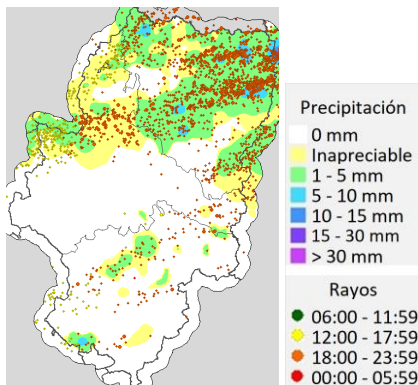 Precipitación
0 mm
Inapreciable
1 - 5 mm
5 - 10 mm
10 - 15 mm
15 - 30 mm
> 30 mm
Rayos
06:00 - 11:59
12:00 - 17:59
18:00 - 23:59
00:00 - 05:59